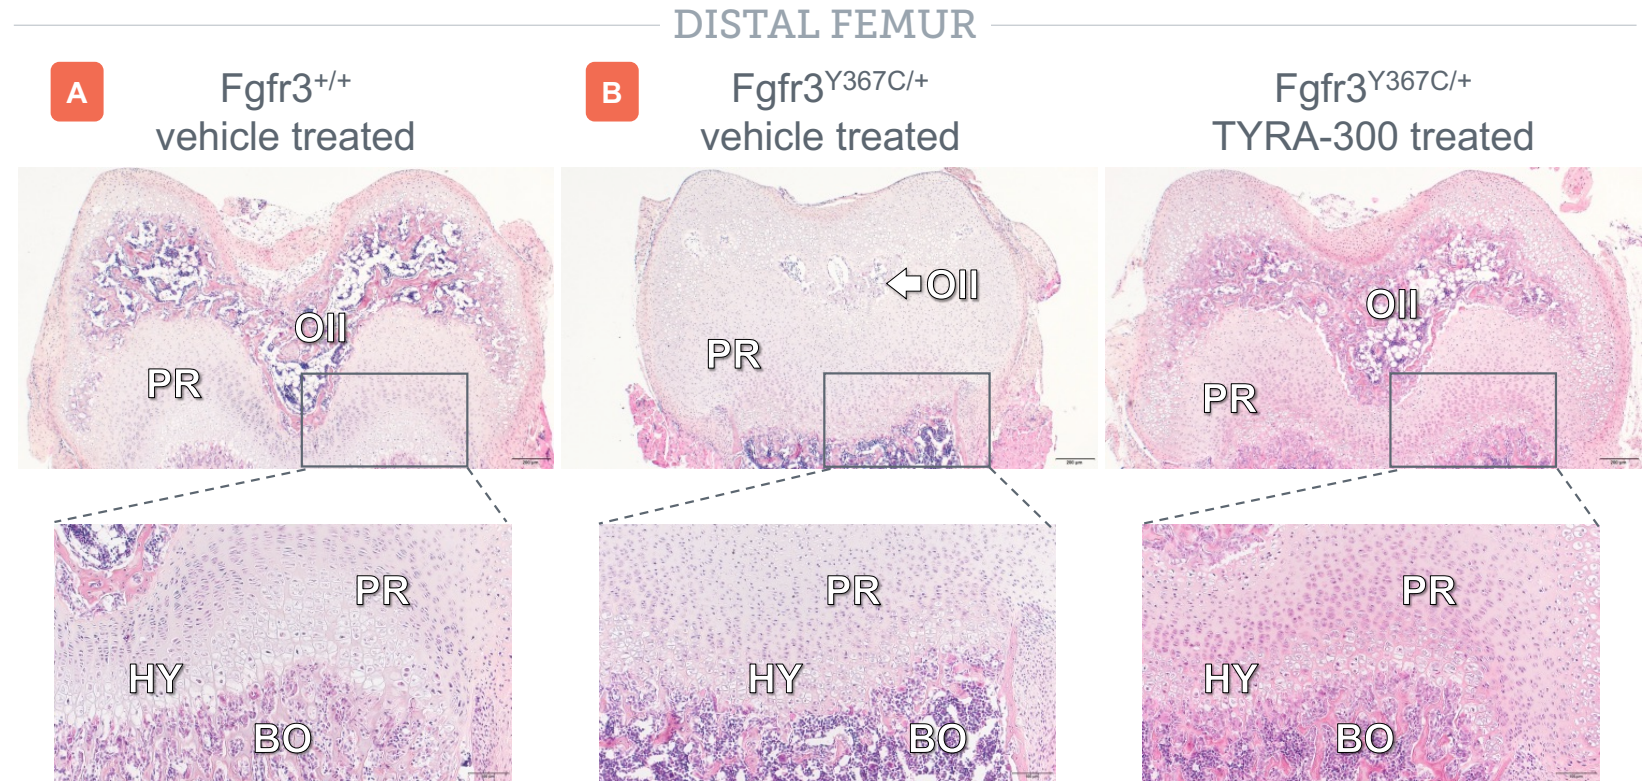 DISTAL FEMUR
A
Fgfr3+/+
vehicle treated
B
Fgfr3Y367C/+
vehicle treated
Fgfr3Y367C/+
TYRA-300 treated
OII
PR
OII
PR
OII
PR
PR
HY
BO
PR
HY
BO
PR
HY
BO